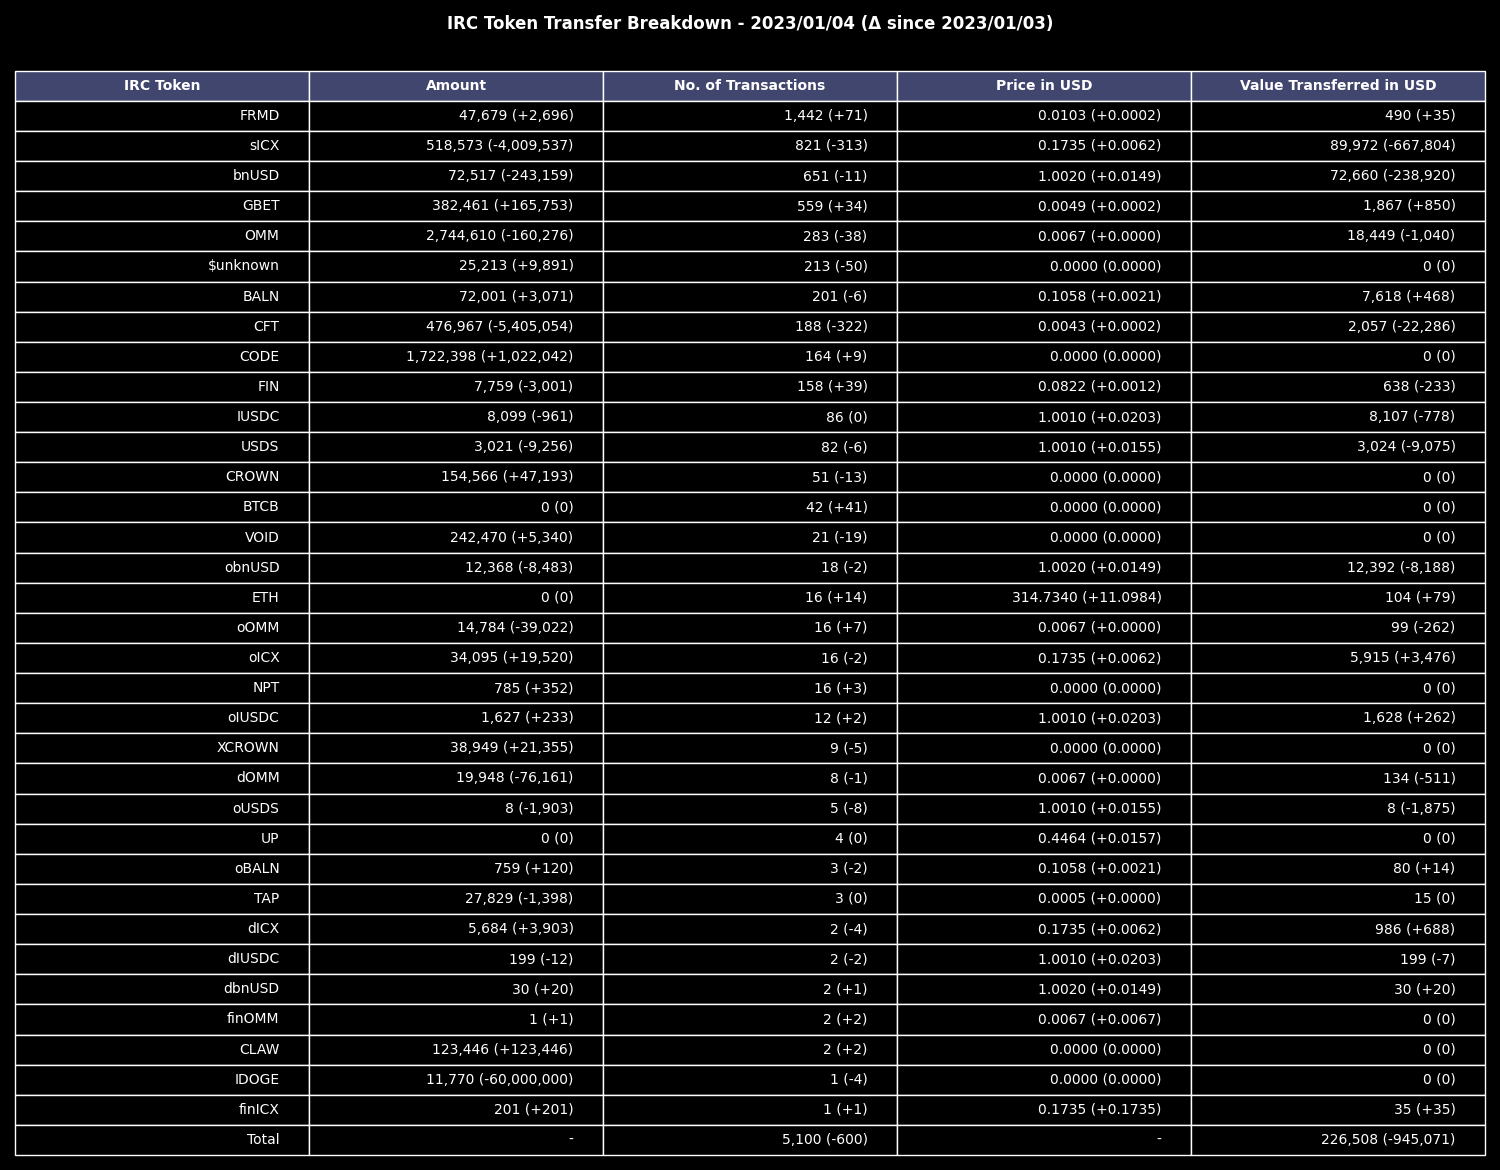 IRC Token Transfer Breakdown - 2023/01/04 (Δ since 2023/01/03)
IRC Token Amount No. of Transactions Price in USD Value Transferred in USD
FRMD 47,679 (+2,696) 1,442 (+71) 0.0103 (+0.0002) 490 (+35)
sICX 518,573 (-4,009,537) 821 (-313) 0.1735 (+0.0062) 89,972 (-667,804)
bnUSD 72,517 (-243,159) 651 (-11) 1.0020 (+0.0149) 72,660 (-238,920)
GBET 382,461 (+165,753) 559 (+34) 0.0049 (+0.0002) 1,867 (+850)
OMM 2,744,610 (-160,276) 283 (-38) 0.0067 (+0.0000) 18,449 (-1,040)
$unknown 25,213 (+9,891) 213 (-50) 0.0000 (0.0000) 0 (0)
BALN 72,001 (+3,071) 201 (-6) 0.1058 (+0.0021) 7,618 (+468)
CFT 476,967 (-5,405,054) 188 (-322) 0.0043 (+0.0002) 2,057 (-22,286)
CODE 1,722,398 (+1,022,042) 164 (+9) 0.0000 (0.0000) 0 (0)
FIN 7,759 (-3,001) 158 (+39) 0.0822 (+0.0012) 638 (-233)
IUSDC 8,099 (-961) 86 (0) 1.0010 (+0.0203) 8,107 (-778)
USDS 3,021 (-9,256) 82 (-6) 1.0010 (+0.0155) 3,024 (-9,075)
CROWN 154,566 (+47,193) 51 (-13) 0.0000 (0.0000) 0 (0)
BTCB 0 (0) 42 (+41) 0.0000 (0.0000) 0 (0)
VOID 242,470 (+5,340) 21 (-19) 0.0000 (0.0000) 0 (0)
obnUSD 12,368 (-8,483) 18 (-2) 1.0020 (+0.0149) 12,392 (-8,188)
ETH 0 (0) 16 (+14) 314.7340 (+11.0984) 104 (+79)
oOMM 14,784 (-39,022) 16 (+7) 0.0067 (+0.0000) 99 (-262)
oICX 34,095 (+19,520) 16 (-2) 0.1735 (+0.0062) 5,915 (+3,476)
NPT 785 (+352) 16 (+3) 0.0000 (0.0000) 0 (0)
oIUSDC 1,627 (+233) 12 (+2) 1.0010 (+0.0203) 1,628 (+262)
XCROWN 38,949 (+21,355) 9 (-5) 0.0000 (0.0000) 0 (0)
dOMM 19,948 (-76,161) 8 (-1) 0.0067 (+0.0000) 134 (-511)
oUSDS 8 (-1,903) 5 (-8) 1.0010 (+0.0155) 8 (-1,875)
UP 0 (0) 4 (0) 0.4464 (+0.0157) 0 (0)
oBALN 759 (+120) 3 (-2) 0.1058 (+0.0021) 80 (+14)
TAP 27,829 (-1,398) 3 (0) 0.0005 (+0.0000) 15 (0)
dICX 5,684 (+3,903) 2 (-4) 0.1735 (+0.0062) 986 (+688)
dIUSDC 199 (-12) 2 (-2) 1.0010 (+0.0203) 199 (-7)
dbnUSD 30 (+20) 2 (+1) 1.0020 (+0.0149) 30 (+20)
finOMM 1 (+1) 2 (+2) 0.0067 (+0.0067) 0 (0)
CLAW 123,446 (+123,446) 2 (+2) 0.0000 (0.0000) 0 (0)
IDOGE 11,770 (-60,000,000) 1 (-4) 0.0000 (0.0000) 0 (0)
finICX 201 (+201) 1 (+1) 0.1735 (+0.1735) 35 (+35)
Total - 5,100 (-600) - 226,508 (-945,071)